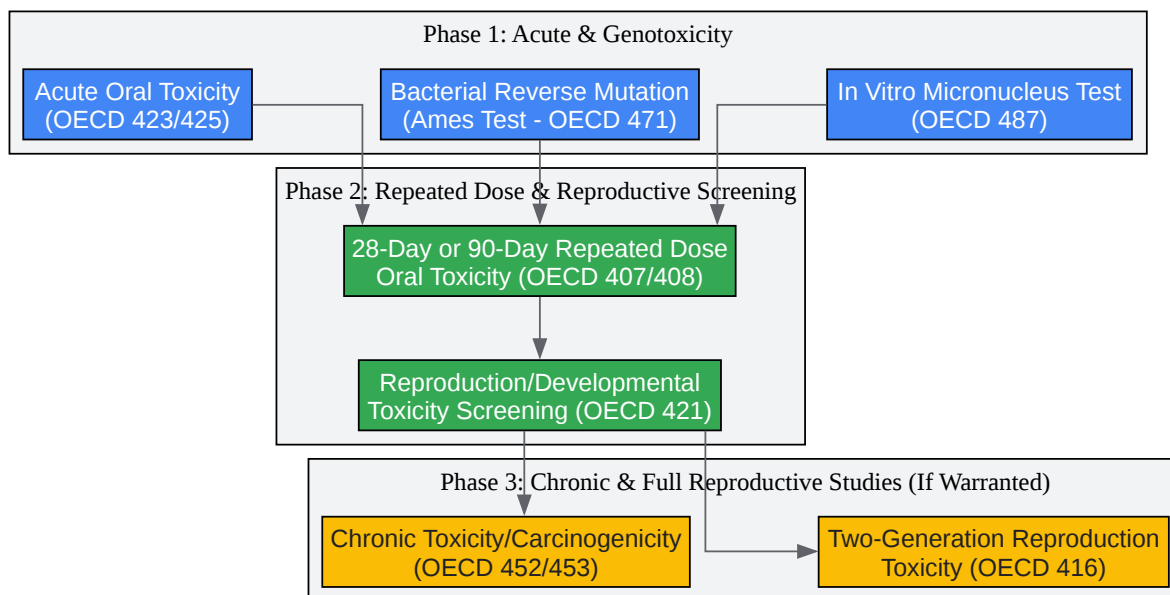 Phase 1: Acute & Genotoxicity
Acute Oral Toxicity
(OECD 423/425)
Bacterial Reverse Mutation
(Ames Test - OECD 471)
In Vitro Micronucleus Test
(OECD 487)
Phase 2: Repeated Dose & Reproductive Screening
28-Day or 90-Day Repeated Dose
Oral Toxicity (OECD 407/408)
Reproduction/Developmental
Toxicity Screening (OECD 421)
Phase 3: Chronic & Full Reproductive Studies (If Warranted)
Chronic Toxicity/Carcinogenicity
(OECD 452/453)
Two-Generation Reproduction
Toxicity (OECD 416)